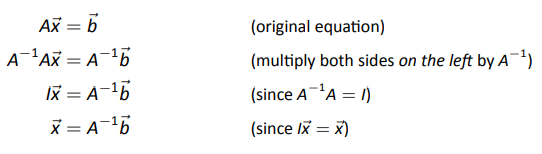 Ax⃗ = b⃗ (original equation)
A⁻¹Ax⃗ = A⁻¹b⃗ (multiply both sides on the left by A⁻¹)
Ix⃗ = A⁻¹b⃗ (since A⁻¹A = I)
x⃗ = A⁻¹b⃗ (since Ix⃗ = x⃗)